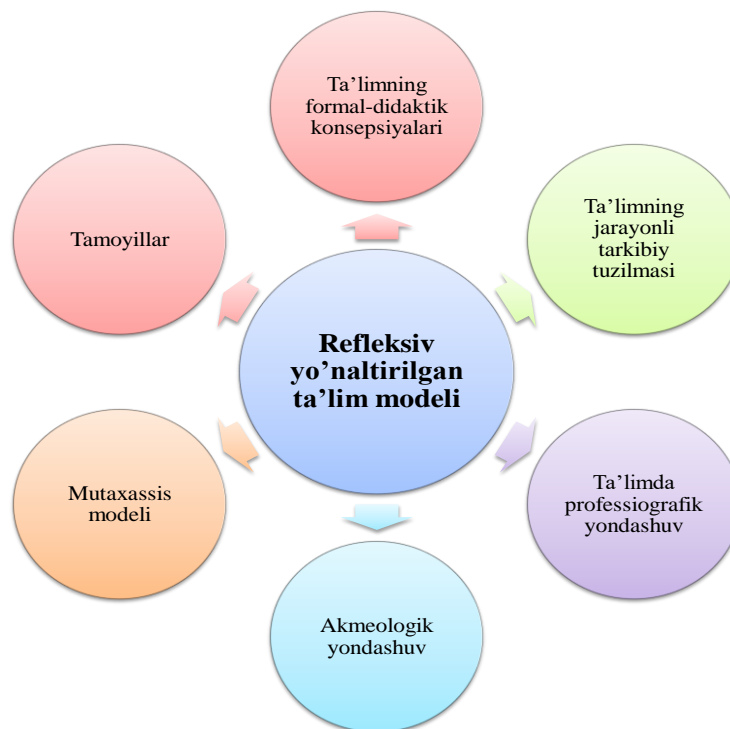 Ta’limning
formal-didaktik
konsepsiyalari
Tamoyillar
Ta’limning
jarayonli
tarkibiy
tuzilmasi
Refleksiv
yo’naltirilgan
ta’lim modeli
Mutaxassis
modeli
Ta’limda
professiografik
yondashuv
Akmeologik
yondashuv